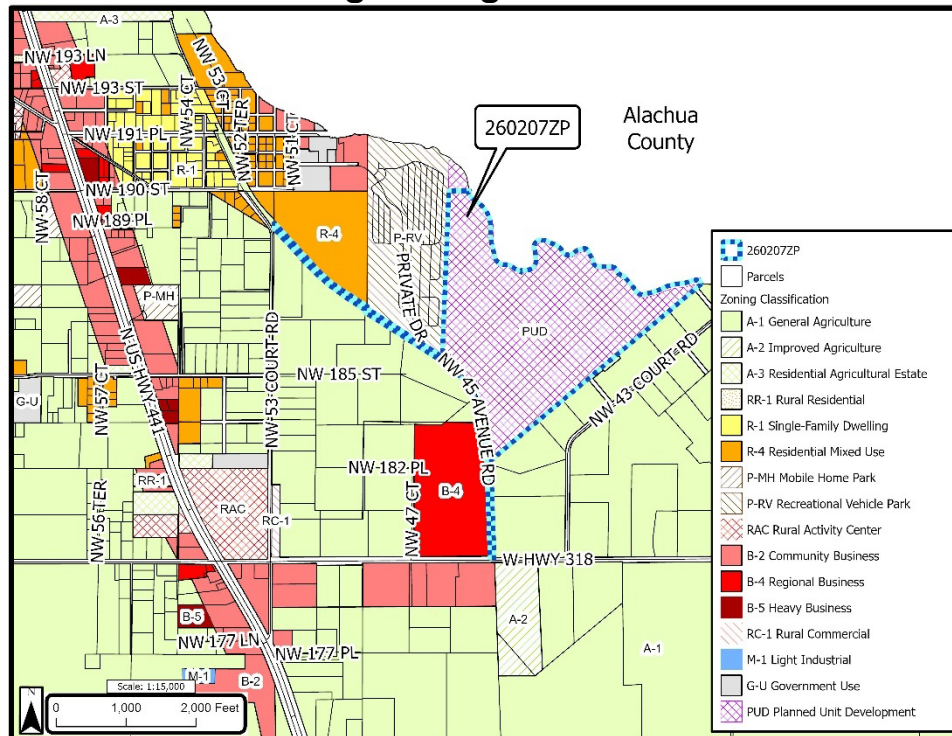 A-3
NW 193 LN
NW 193 ST
NW 54 CT
NW 53 CT
NW 52 TER
NW 51 CT
NW 191 PL
R-1
NW 190 ST
NW 58 CT
NW 189 PL
260207ZP
Alachua
County
R-4
P-RV
PRIVATE DR
P-MH
PUD
N US HWY 441
NW 53 COURT RD
NW 185 ST
NW 45 AVENUE RD
NW 43 COURT RD
G-U
NW 57 CT
NW 182 PL
NW 47 CT
B-4
RR-1
NW 56 TER
RAC
RC-1
W HWY 318
A-2
B-5
NW 177 LN
NW 177 PL
A-1
M-1
B-2
260207ZP
Parcels
Zoning Classification
A-1 General Agriculture
A-2 Improved Agriculture
A-3 Residential Agricultural Estate
RR-1 Rural Residential
R-1 Single-Family Dwelling
R-4 Residential Mixed Use
P-MH Mobile Home Park
P-RV Recreational Vehicle Park
RAC Rural Activity Center
B-2 Community Business
B-4 Regional Business
B-5 Heavy Business
RC-1 Rural Commercial
M-1 Light Industrial
G-U Government Use
PUD Planned Unit Development
N
Scale: 1:15,000
0 1,000 2,000 Feet